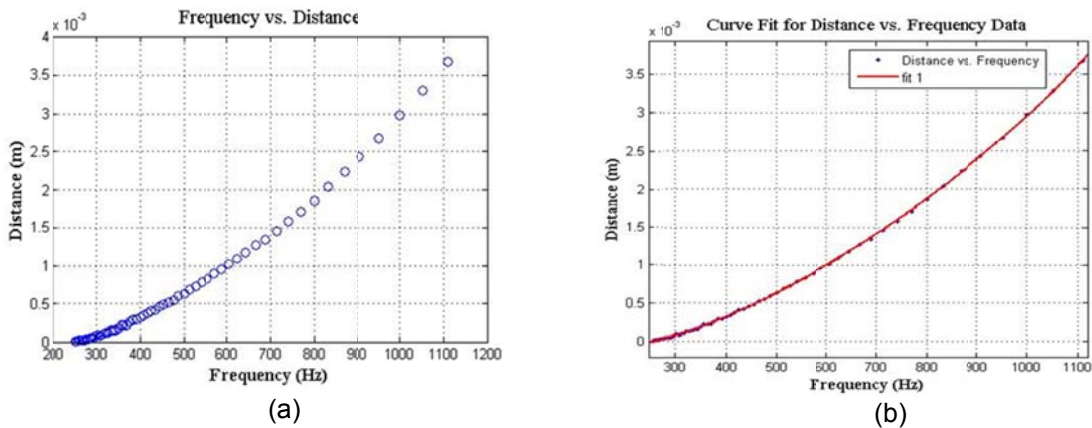 Frequency vs. Distance
x 10⁻³
4
3.5
3
2.5
2
1.5
1
0.5
0
200 300 400 500 600 700 800 900 1000 1100 1200
Distance (m)
Frequency (Hz)
(a)
Curve Fit for Distance vs. Frequency Data
x 10⁻³
Distance vs. Frequency
fit 1
3.5
3
2.5
2
1.5
1
0.5
0
300 400 500 600 700 800 900 1000 1100
Distance (m)
Frequency (Hz)
(b)